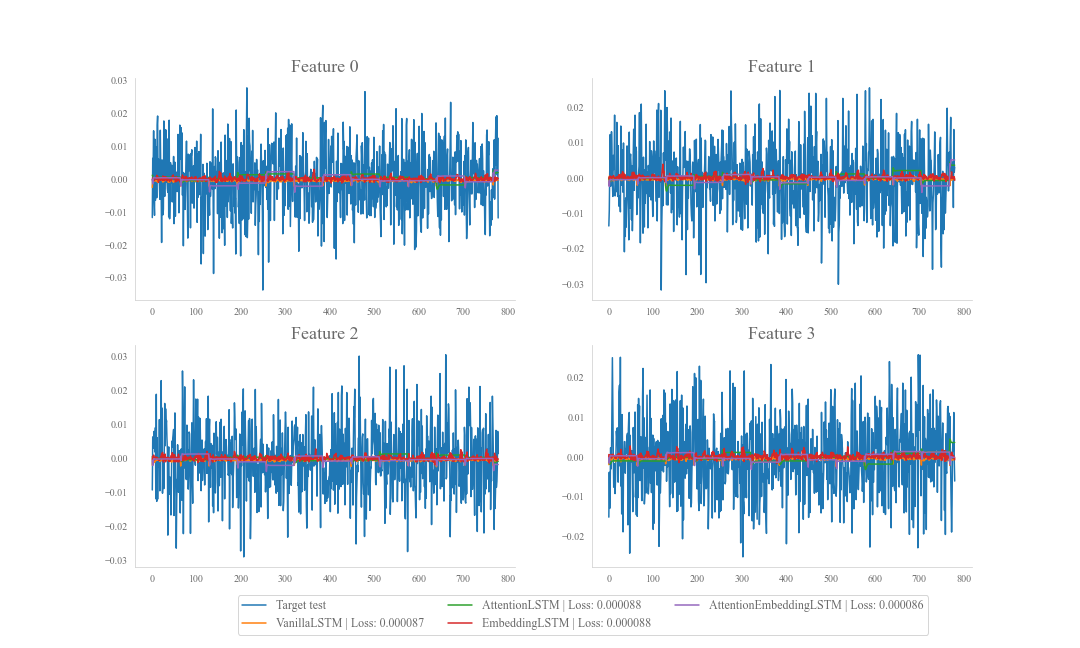 Feature 0
0.03
0.02
0.01
0.00
−0.01
−0.02
−0.03
0 100 200 300 400 500 600 700 800
Feature 1
0.02
0.01
0.00
−0.01
−0.02
−0.03
0 100 200 300 400 500 600 700 800
Feature 2
0.03
0.02
0.01
0.00
−0.01
−0.02
−0.03
0 100 200 300 400 500 600 700 800
Feature 3
0.02
0.01
0.00
−0.01
−0.02
0 100 200 300 400 500 600 700 800
Target test
VanillaLSTM | Loss: 0.000087
AttentionLSTM | Loss: 0.000088
EmbeddingLSTM | Loss: 0.000088
AttentionEmbeddingLSTM | Loss: 0.000086